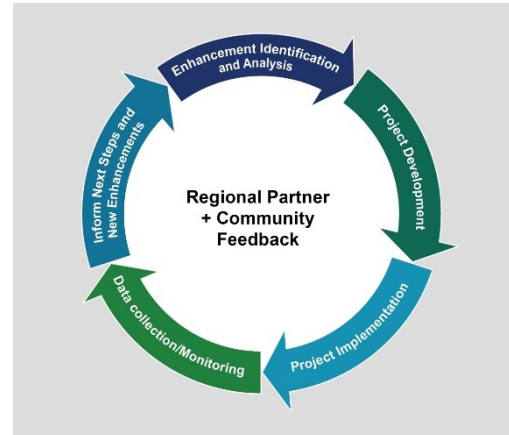 Enhancement Identification
and Analysis
Project Development
Project Implementation
Data collection/Monitoring
Inform Next Steps and
New Enhancements
Regional Partner
+ Community
Feedback